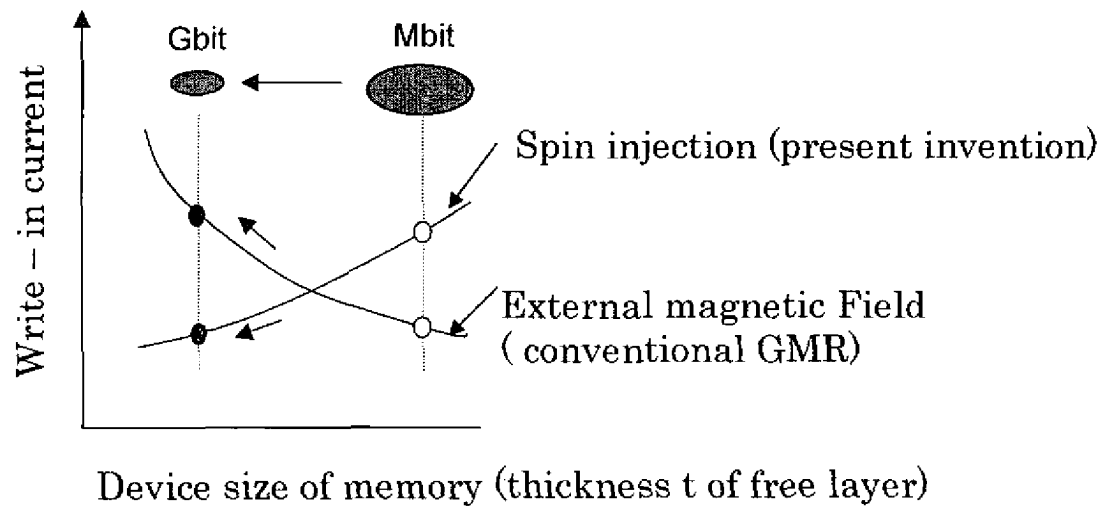 Gbit
Mbit
Write – in current
Spin injection (present invention)
External magnetic Field
( conventional GMR)
Device size of memory (thickness t of free layer)